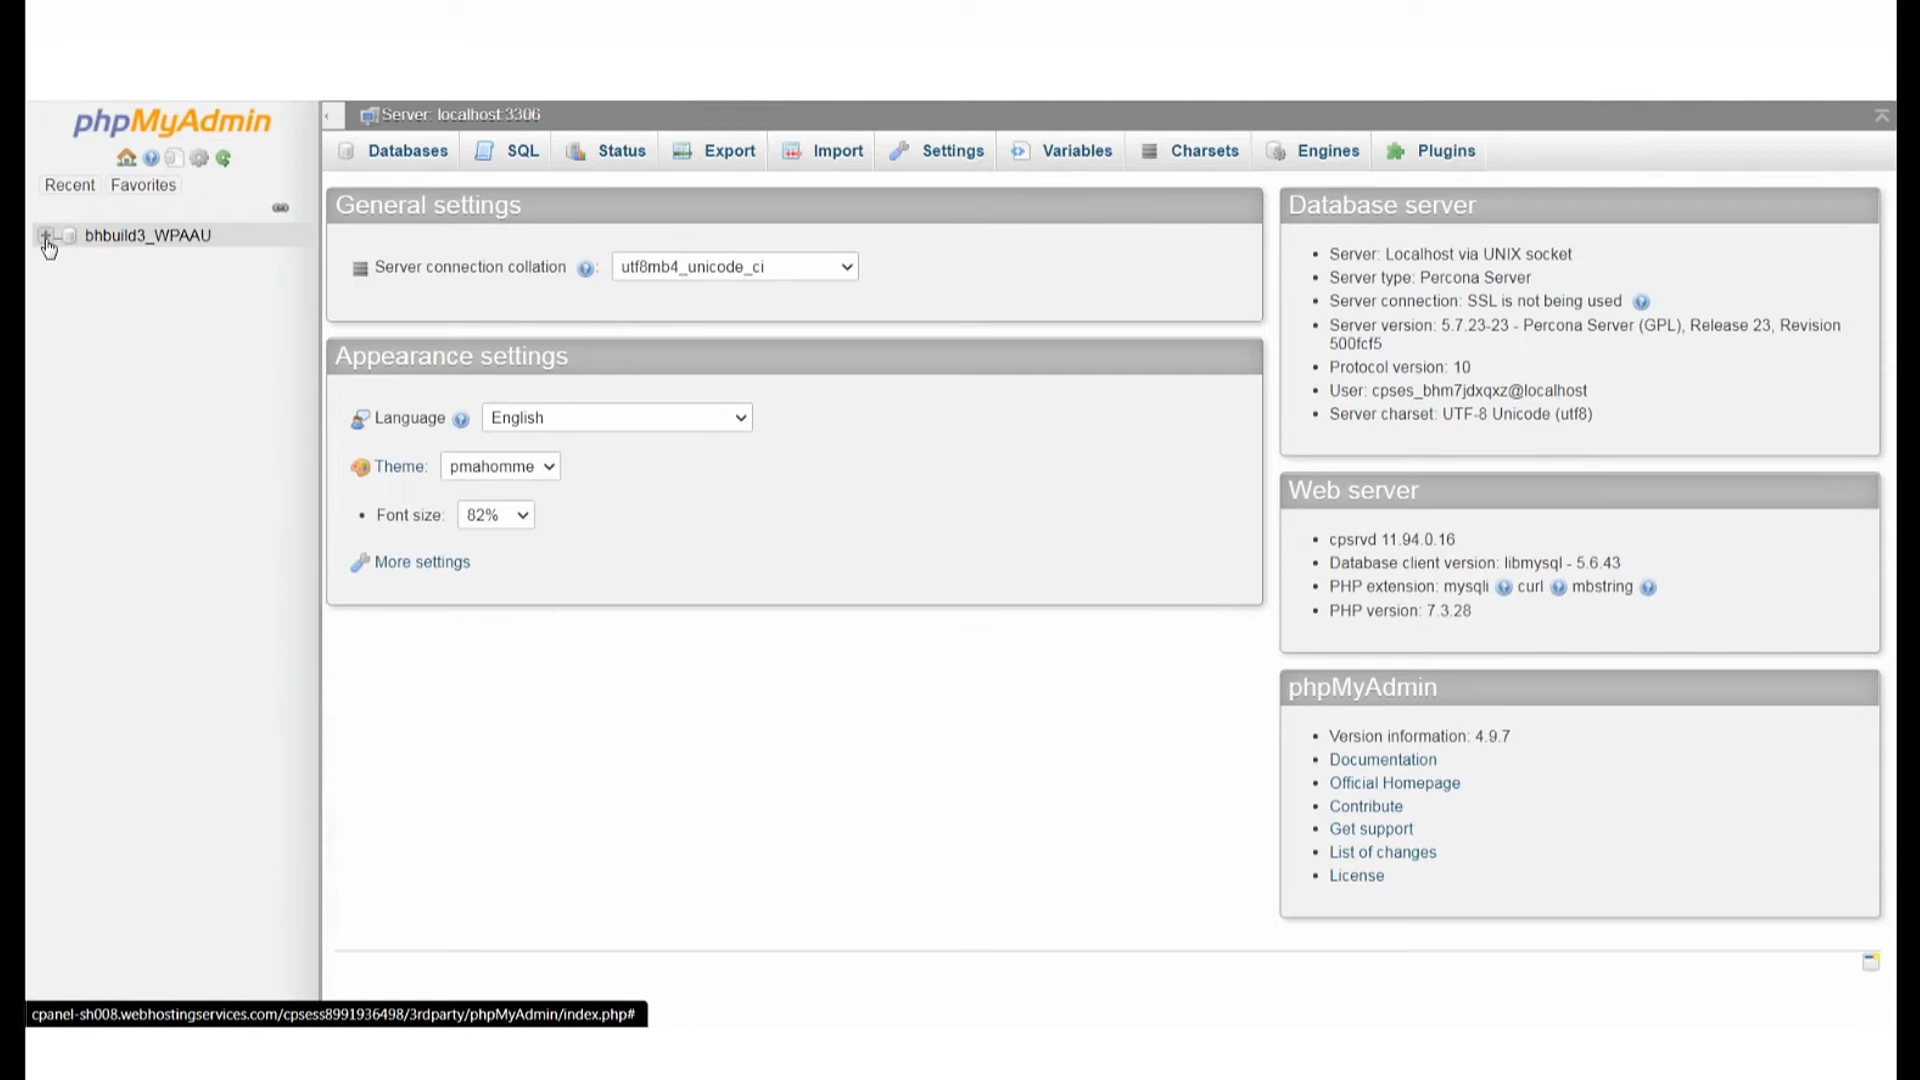 phpMyAdmin
Recent Favorites
bhbuild3_WPAAU
Server: localhost:3306
Databases SQL Status Export Import Settings Variables Charsets Engines Plugins
General settings
Server connection collation : utf8mb4_unicode_ci
Appearance settings
Language English
Theme: pmahomme
Font size: 82%
More settings
Database server
Server: Localhost via UNIX socket
Server type: Percona Server
Server connection: SSL is not being used
Server version: 5.7.23-23 - Percona Server (GPL), Release 23, Revision
500fcf5
Protocol version: 10
User: cpses_bhm7jdxqxz@localhost
Server charset: UTF-8 Unicode (utf8)
Web server
cpsrvd 11.94.0.16
Database client version: libmysql - 5.6.43
PHP extension: mysqli curl mbstring
PHP version: 7.3.28
phpMyAdmin
Version information: 4.9.7
Documentation
Official Homepage
Contribute
Get support
List of changes
License
cpanel-sh008.webhostingservices.com/cpsess8991936498/3rdparty/phpMyAdmin/index.php#